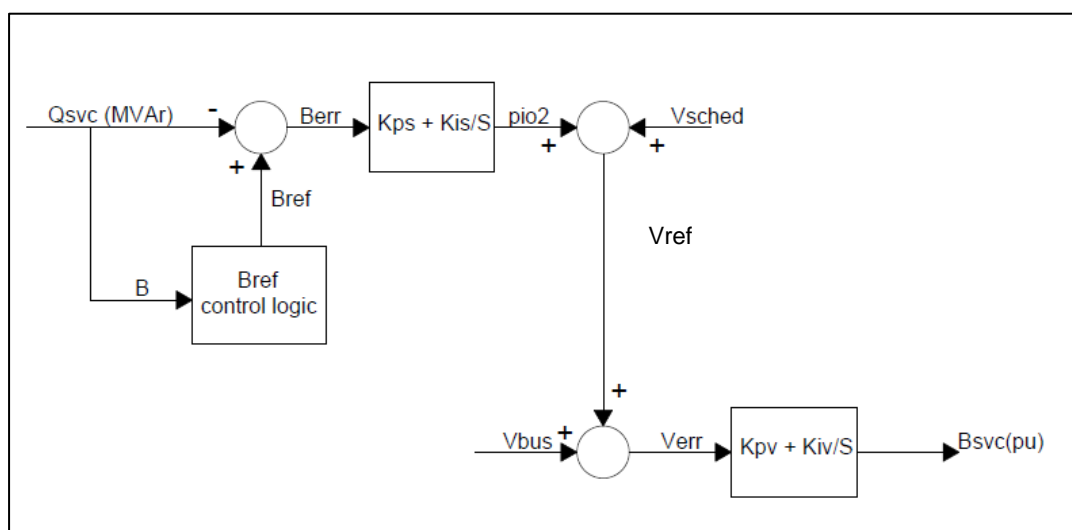 Qsvc (MVAr)
-
Berr
Kps + Kis/S
pio2
+
Vsched
+
+
Bref
Vref
B
Bref
control logic
+
Vbus
+
Verr
Kpv + Kiv/S
Bsvc(pu)